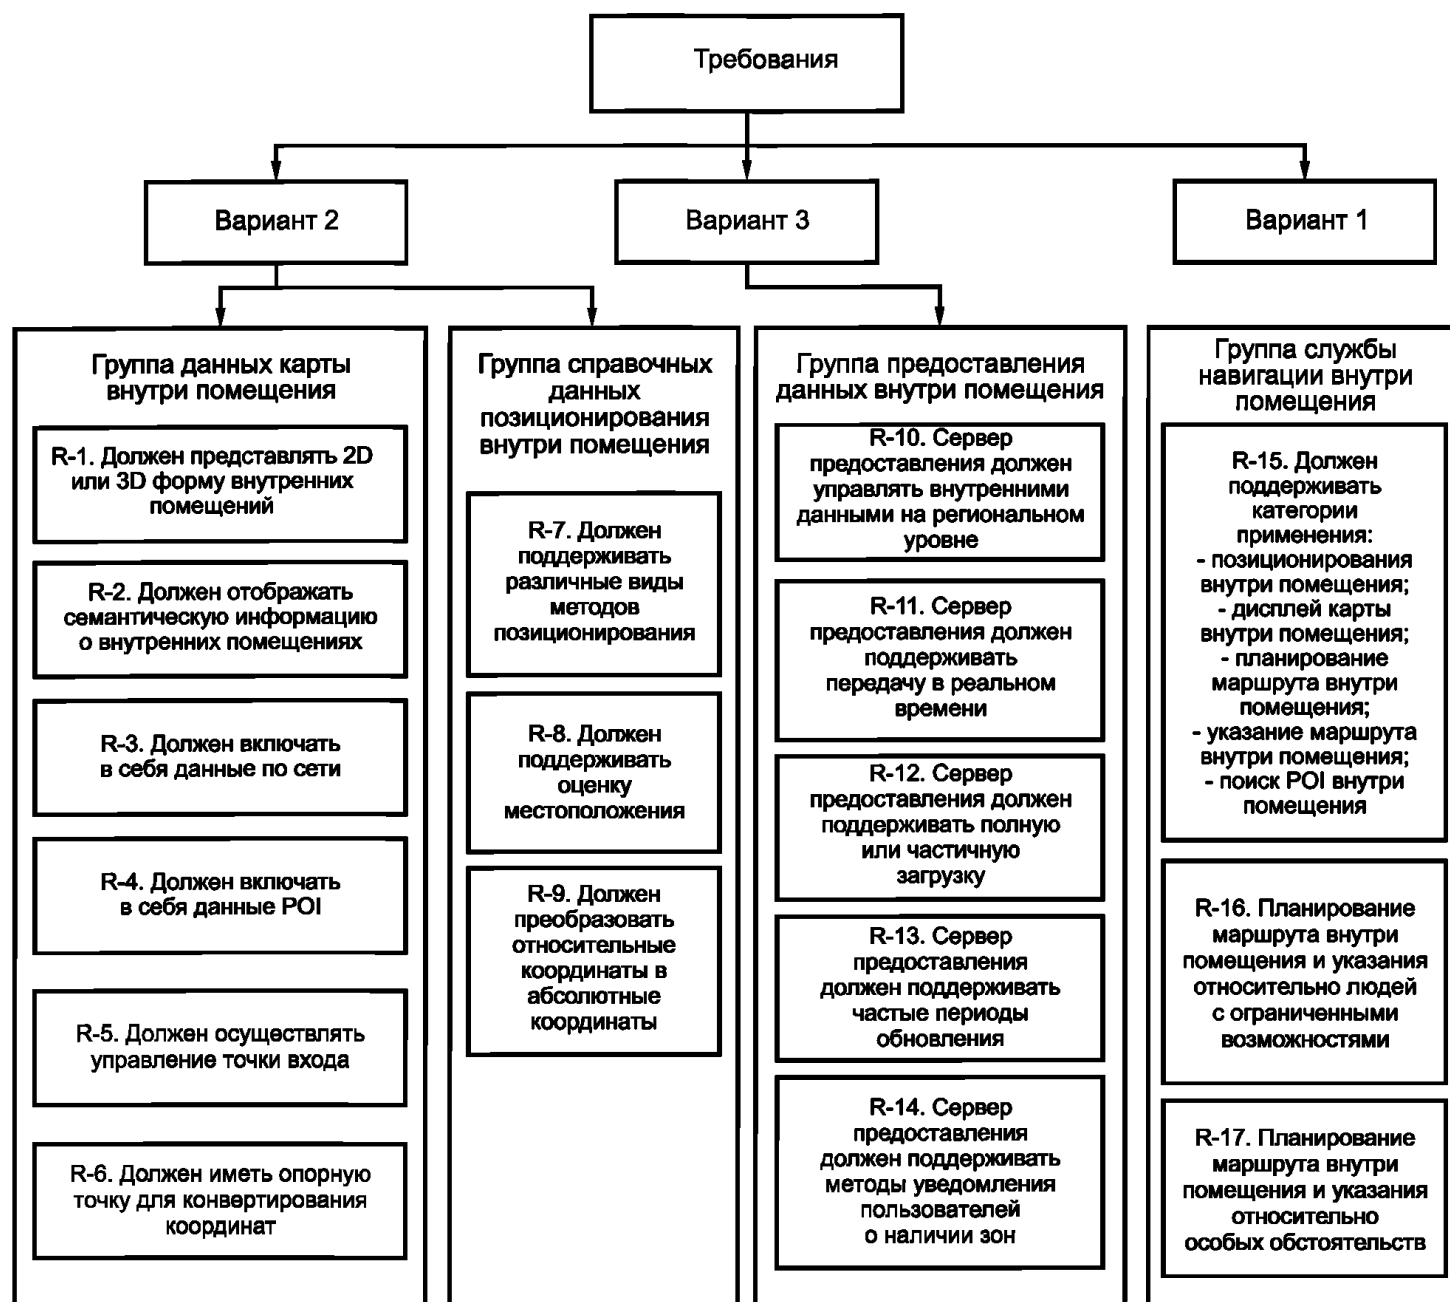 Требования
Вариант 2
Вариант 3
Вариант 1
Группа данных карты
внутри помещения
R-1. Должен представлять 2D
или 3D форму внутренних
помещений
R-2. Должен отображать
семантическую информацию
о внутренних помещениях
R-3. Должен включать
в себя данные по сети
R-4. Должен включать
в себя данные POI
R-5. Должен осуществлять
управление точки входа
R-6. Должен иметь опорную
точку для конвертирования
координат
Группа справочных
данных
позиционирования
внутри помещения
R-7. Должен
поддерживать
различные виды
методов
позиционирования
R-8. Должен
поддерживать
оценку
местоположения
R-9. Должен
преобразовать
относительные
координаты в
абсолютные
координаты
Группа предоставления
данных внутри помещения
R-10. Сервер
предоставления должен
управлять внутренними
данными на региональном
уровне
R-11. Сервер
предоставления должен
поддерживать
передачу в реальном
времени
R-12. Сервер
предоставления должен
поддерживать полную
или частичную
загрузку
R-13. Сервер
предоставления
должен поддерживать
частые периоды
обновления
R-14. Сервер
предоставления
должен поддерживать
методы уведомления
пользователей
о наличии зон
Группа службы
навигации внутри
помещения
R-15. Должен
поддерживать
категории
применения:
- позиционирования
внутри помещения;
- дисплей карты
внутри помещения;
- планирование
маршрута внутри
помещения;
- указание маршрута
внутри помещения;
- поиск POI внутри
помещения
R-16. Планирование
маршрута внутри
помещения и указания
относительно людей
с ограниченными
возможностями
R-17. Планирование
маршрута внутри
помещения и указания
относительно
особых обстоятельств